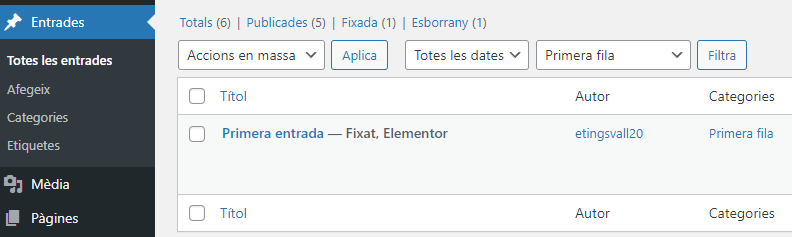 Entrades
Totes les entrades
Afegeix
Categories
Etiquetes
Mèdia
Pàgines
Totals (6) | Publicades (5) | Fixada (1) | Esborrany (1)
Accions en massa Aplica Totes les dates Primera fila Filtra
Títol Autor Categories
Primera entrada — Fixat, Elementor etingsvall20 Primera fila
Títol Autor Categories